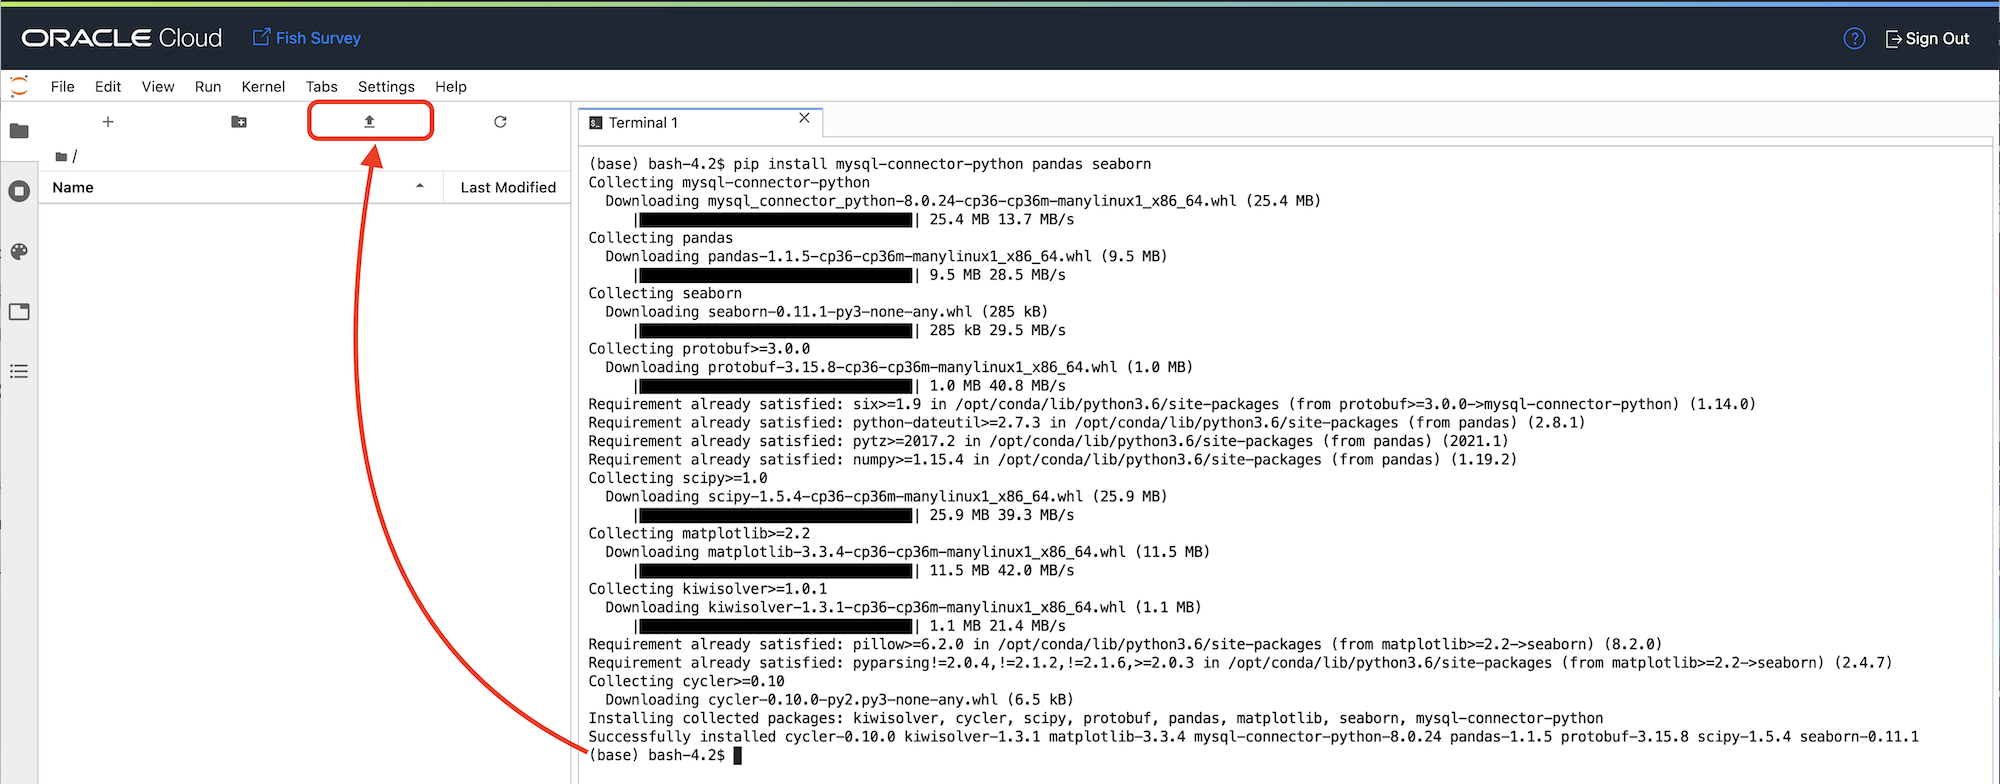 ORACLE Cloud Fish Survey ? Sign Out
File Edit View Run Kernel Tabs Settings Help
Terminal 1
/
Name Last Modified
(base) bash-4.2$ pip install mysql-connector-python pandas seaborn
Collecting mysql-connector-python
Downloading mysql_connector_python-8.0.24-cp36-cp36m-manylinux1_x86_64.whl (25.4 MB)
| | 25.4 MB 13.7 MB/s
Collecting pandas
Downloading pandas-1.1.5-cp36-cp36m-manylinux1_x86_64.whl (9.5 MB)
| | 9.5 MB 28.5 MB/s
Collecting seaborn
Downloading seaborn-0.11.1-py3-none-any.whl (285 kB)
| | 285 kB 29.5 MB/s
Collecting protobuf>=3.0.0
Downloading protobuf-3.15.8-cp36-cp36m-manylinux1_x86_64.whl (1.0 MB)
| | 1.0 MB 40.8 MB/s
Requirement already satisfied: six>=1.9 in /opt/conda/lib/python3.6/site-packages (from protobuf>=3.0.0->mysql-connector-python) (1.14.0)
Requirement already satisfied: python-dateutil>=2.7.3 in /opt/conda/lib/python3.6/site-packages (from pandas) (2.8.1)
Requirement already satisfied: pytz>=2017.2 in /opt/conda/lib/python3.6/site-packages (from pandas) (2021.1)
Requirement already satisfied: numpy>=1.15.4 in /opt/conda/lib/python3.6/site-packages (from pandas) (1.19.2)
Collecting scipy>=1.0
Downloading scipy-1.5.4-cp36-cp36m-manylinux1_x86_64.whl (25.9 MB)
| | 25.9 MB 39.3 MB/s
Collecting matplotlib>=2.2
Downloading matplotlib-3.3.4-cp36-cp36m-manylinux1_x86_64.whl (11.5 MB)
| | 11.5 MB 42.0 MB/s
Collecting kiwisolver>=1.0.1
Downloading kiwisolver-1.3.1-cp36-cp36m-manylinux1_x86_64.whl (1.1 MB)
| | 1.1 MB 21.4 MB/s
Requirement already satisfied: pillow>=6.2.0 in /opt/conda/lib/python3.6/site-packages (from matplotlib>=2.2->seaborn) (8.2.0)
Requirement already satisfied: pyparsing!=2.0.4,!=2.1.2,!=2.1.6,>=2.0.3 in /opt/conda/lib/python3.6/site-packages (from matplotlib>=2.2->seaborn) (2.4.7)
Collecting cycler>=0.10
Downloading cycler-0.10.0-py2.py3-none-any.whl (6.5 kB)
Installing collected packages: kiwisolver, cycler, scipy, protobuf, pandas, matplotlib, seaborn, mysql-connector-python
Successfully installed cycler-0.10.0 kiwisolver-1.3.1 matplotlib-3.3.4 mysql-connector-python-8.0.24 pandas-1.1.5 protobuf-3.15.8 scipy-1.5.4 seaborn-0.11.1
(base) bash-4.2$